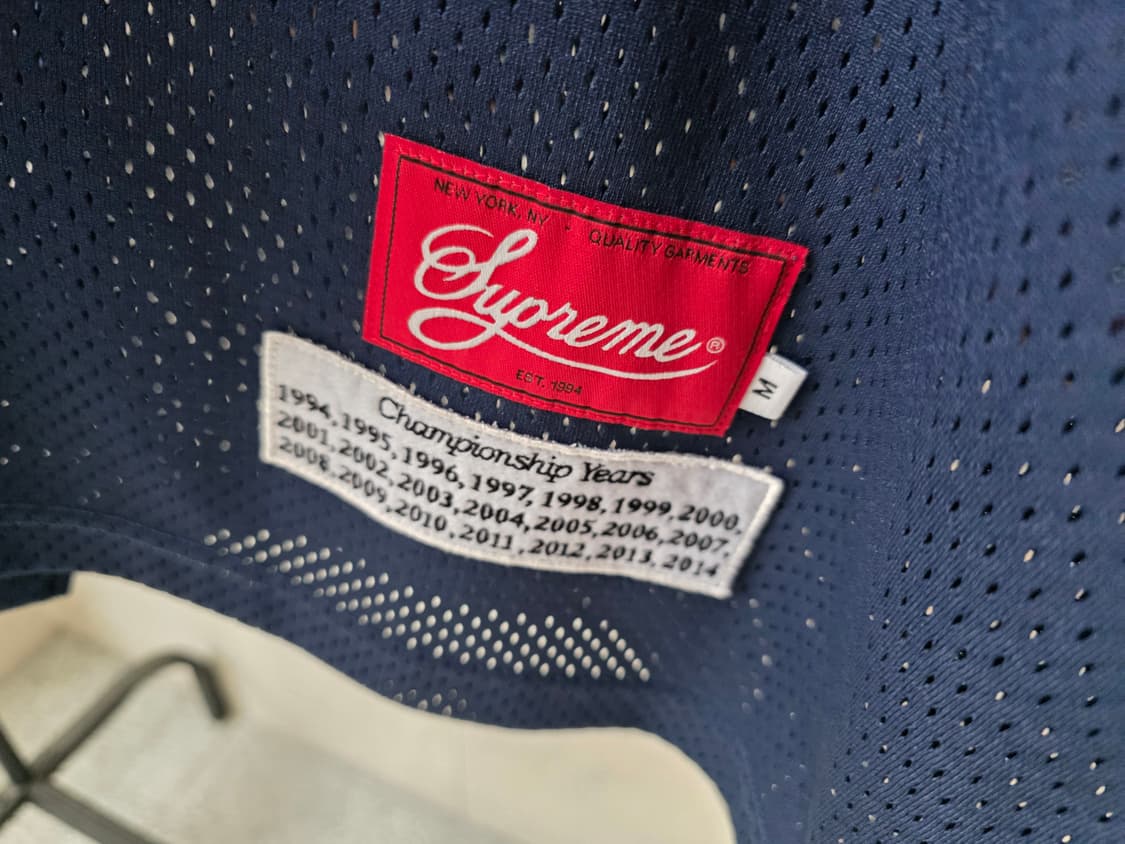 NEW YORK, NY · QUALITY GARMENTS
Supreme®
EST. 1994
M
Championship Years
1994, 1995, 1996, 1997, 1998, 1999, 2000,
2001, 2002, 2003, 2004, 2005, 2006, 2007,
2008, 2009, 2010, 2011, 2012, 2013, 2014